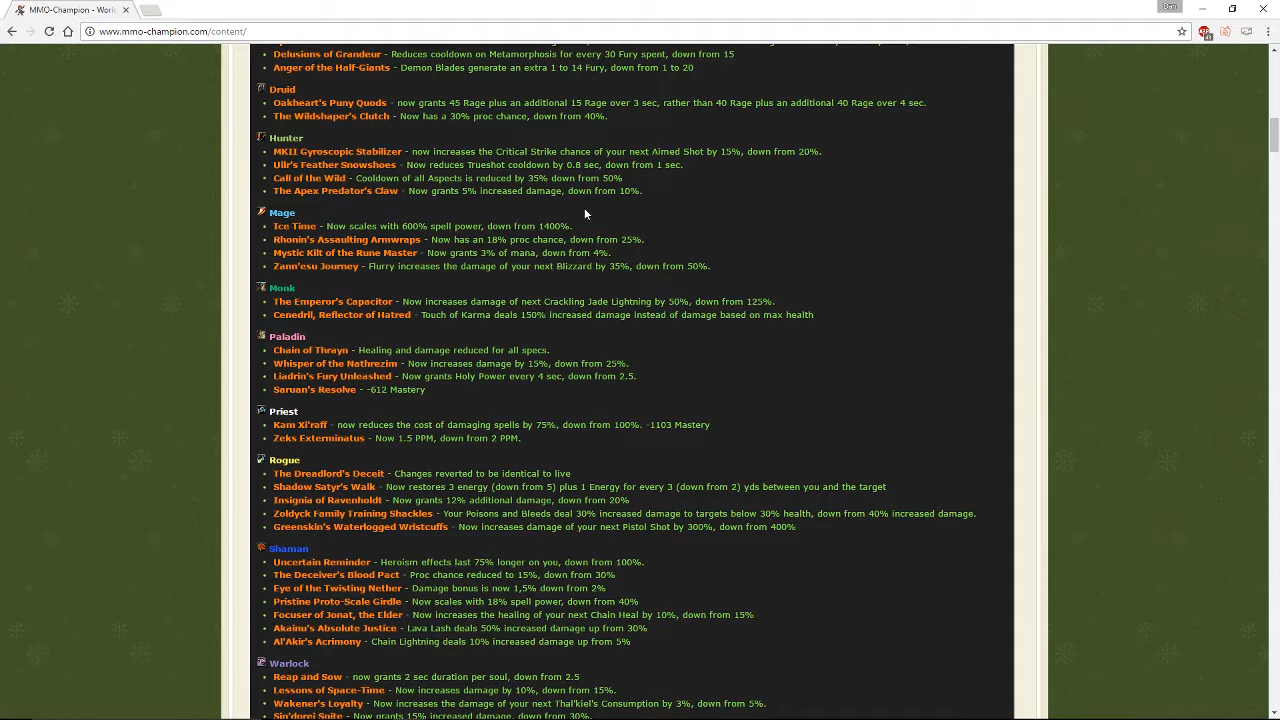 Ben
MMO-Champion - World
www.mmo-champion.com/content/
Delusions of Grandeur - Reduces cooldown on Metamorphosis for every 30 Fury spent, down from 15
Anger of the Half-Giants - Demon Blades generate an extra 1 to 14 Fury, down from 1 to 20
Druid
Oakheart's Puny Quods - now grants 45 Rage plus an additional 15 Rage over 3 sec, rather than 40 Rage plus an additional 40 Rage over 4 sec.
The Wildshaper's Clutch - Now has a 30% proc chance, down from 40%.
Hunter
MKII Gyroscopic Stabilizer - now increases the Critical Strike chance of your next Aimed Shot by 15%, down from 20%.
Ullr's Feather Snowshoes - Now reduces Trueshot cooldown by 0.8 sec, down from 1 sec.
Call of the Wild - Cooldown of all Aspects is reduced by 35% down from 50%
The Apex Predator's Claw - Now grants 5% increased damage, down from 10%.
Mage
Ice Time - Now scales with 600% spell power, down from 1400%.
Rhonin's Assaulting Armwraps - Now has an 18% proc chance, down from 25%.
Mystic Kilt of the Rune Master - Now grants 3% of mana, down from 4%.
Zann'esu Journey - Flurry increases the damage of your next Blizzard by 35%, down from 50%.
Monk
The Emperor's Capacitor - Now increases damage of next Crackling Jade Lightning by 50%, down from 125%.
Cenedril, Reflector of Hatred - Touch of Karma deals 150% increased damage instead of damage based on max health
Paladin
Chain of Thrayn - Healing and damage reduced for all specs.
Whisper of the Nathrezim - Now increases damage by 15%, down from 25%.
Liadrin's Fury Unleashed - Now grants Holy Power every 4 sec, down from 2.5.
Saruan's Resolve - -612 Mastery
Priest
Kam Xi'raff - now reduces the cost of damaging spells by 75%, down from 100%. -1103 Mastery
Zeks Exterminatus - Now 1.5 PPM, down from 2 PPM.
Rogue
The Dreadlord's Deceit - Changes reverted to be identical to live
Shadow Satyr's Walk - Now restores 3 energy (down from 5) plus 1 Energy for every 3 (down from 2) yds between you and the target
Insignia of Ravenholdt - Now grants 12% additional damage, down from 20%
Zoldyck Family Training Shackles - Your Poisons and Bleeds deal 30% increased damage to targets below 30% health, down from 40% increased damage.
Greenskin's Waterlogged Wristcuffs - Now increases damage of your next Pistol Shot by 300%, down from 400%
Shaman
Uncertain Reminder - Heroism effects last 75% longer on you, down from 100%.
The Deceiver's Blood Pact - Proc chance reduced to 15%, down from 30%
Eye of the Twisting Nether - Damage bonus is now 1,5% down from 2%
Pristine Proto-Scale Girdle - Now scales with 18% spell power, down from 40%
Focuser of Jonat, the Elder - Now increases the healing of your next Chain Heal by 10%, down from 15%
Akainu's Absolute Justice - Lava Lash deals 50% increased damage up from 30%
Al'Akir's Acrimony - Chain Lightning deals 10% increased damage up from 5%
Warlock
Reap and Sow - now grants 2 sec duration per soul, down from 2.5
Lessons of Space-Time - Now increases damage by 10%, down from 15%.
Wakener's Loyalty - Now increases the damage of your next Thal'kiel's Consumption by 3%, down from 5%.
Sin'dorei Spite - Now grants 15% increased damage, down from 30%.